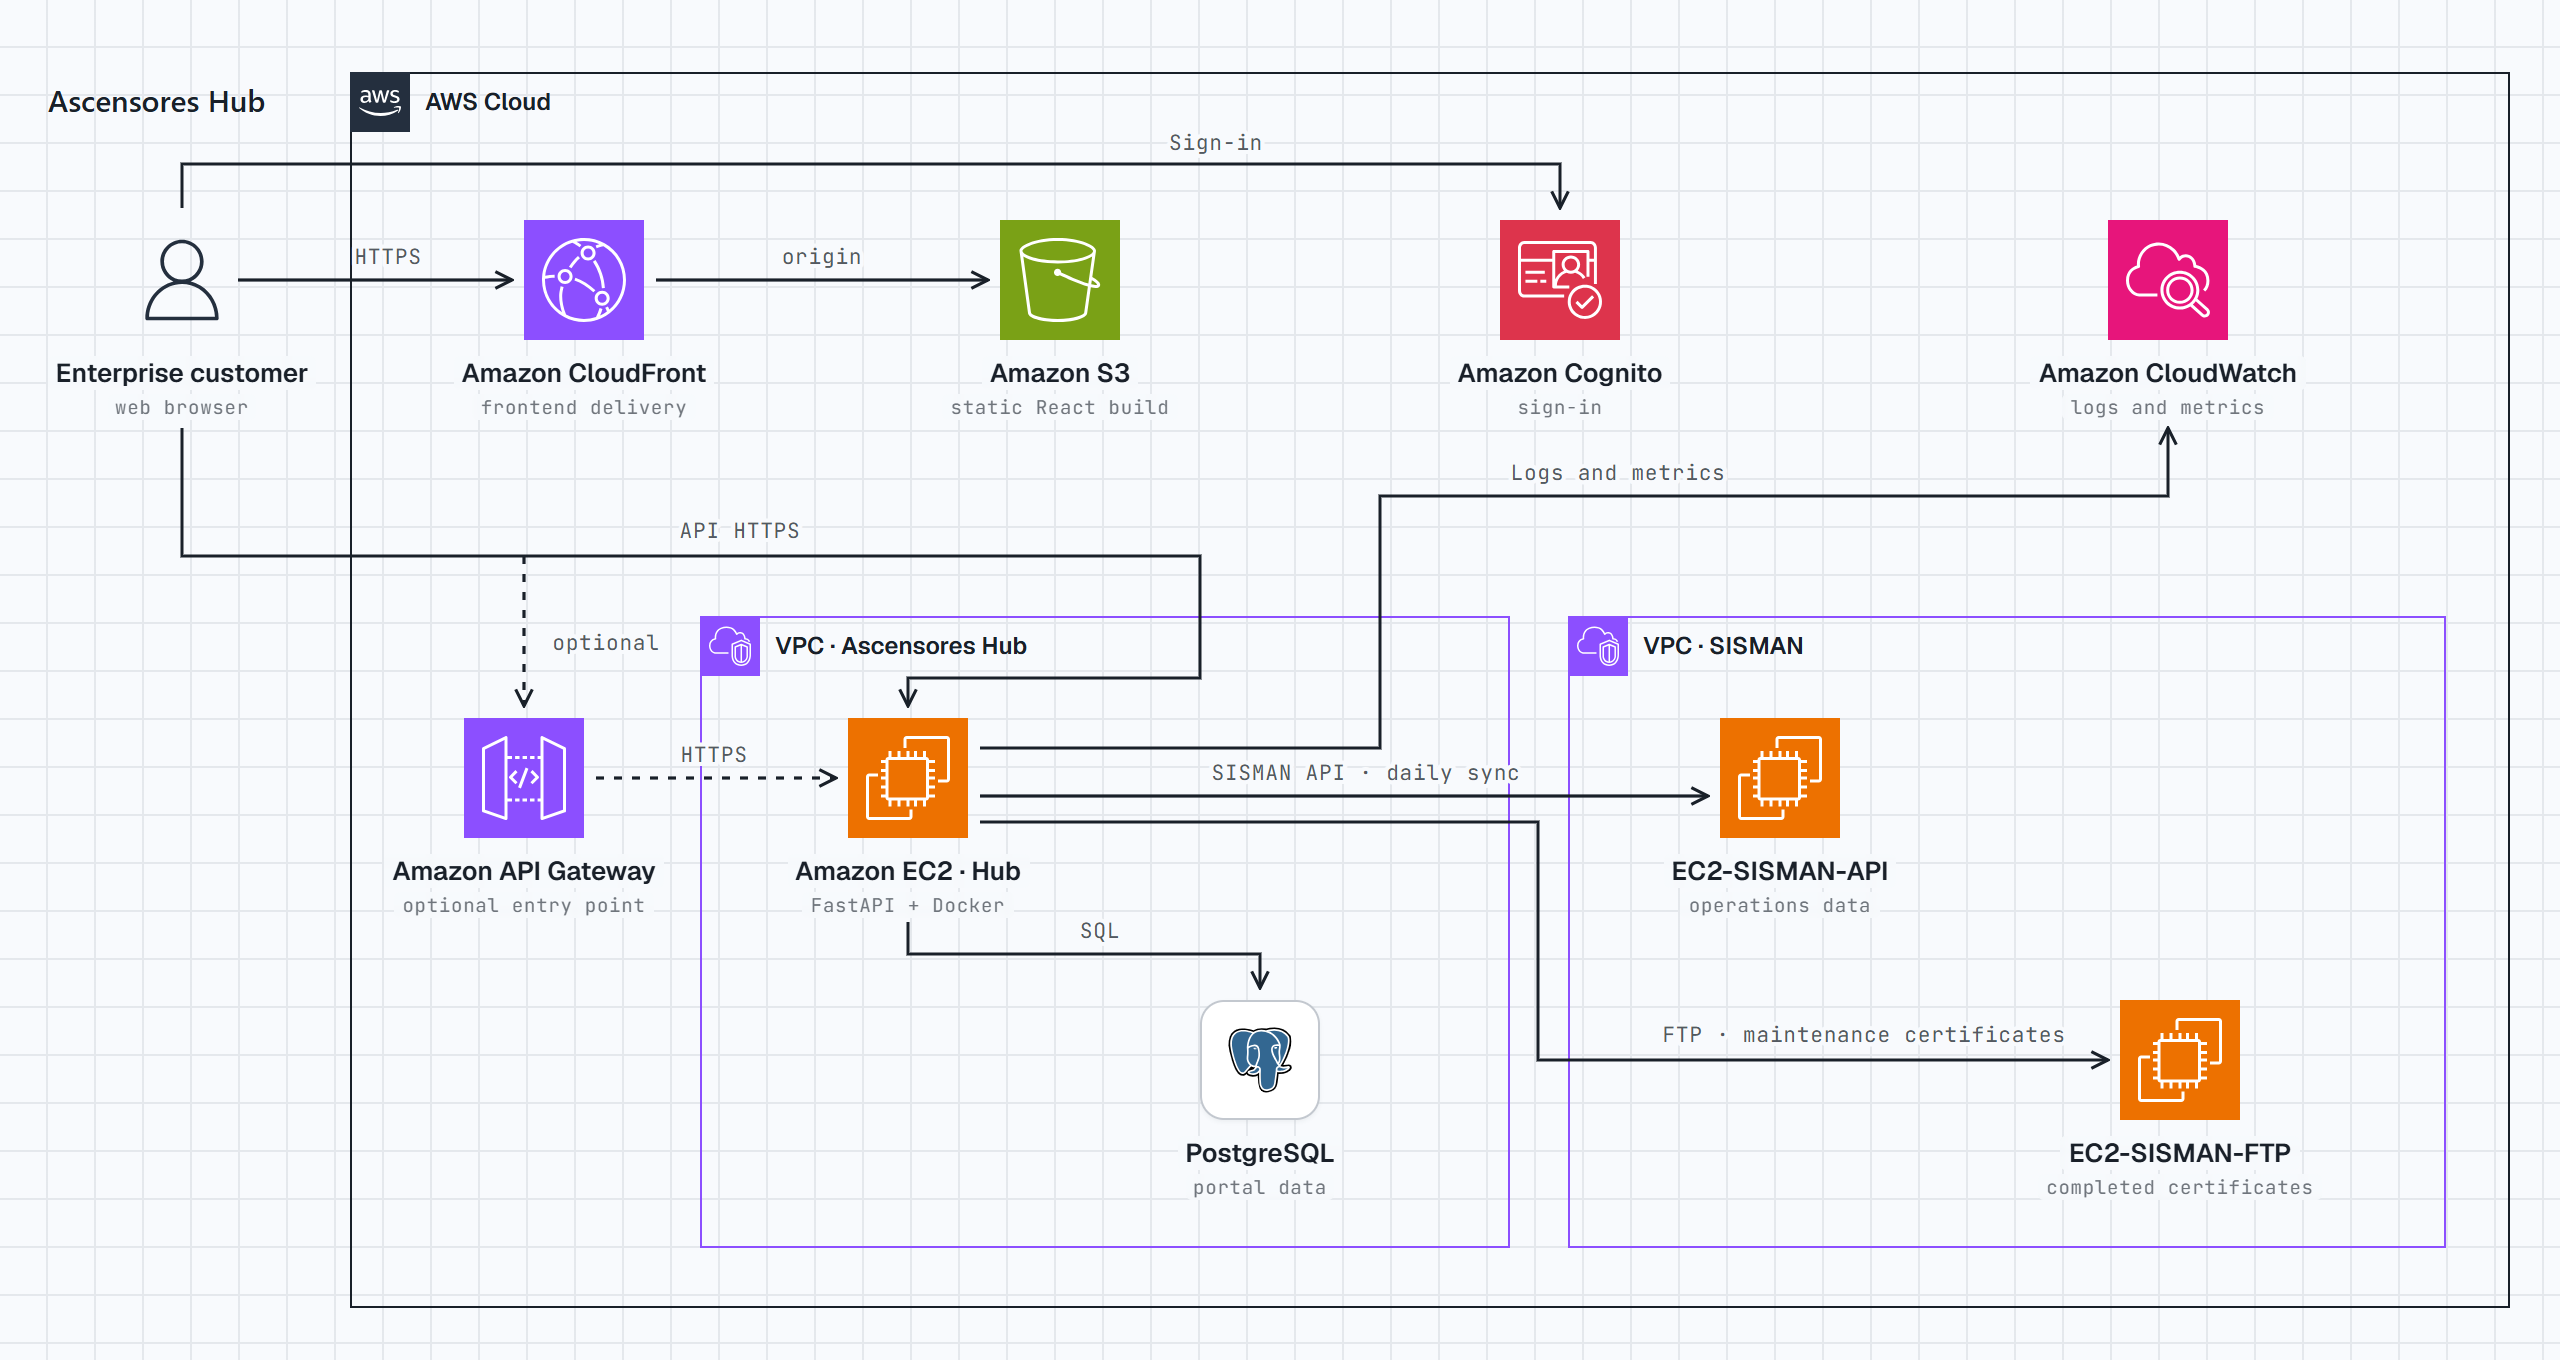 Ascensores Hub
aws
AWS Cloud
Sign-in
HTTPS
origin
Enterprise customer
web browser
Amazon CloudFront
frontend delivery
Amazon S3
static React build
Amazon Cognito
sign-in
Amazon CloudWatch
logs and metrics
Logs and metrics
API HTTPS
optional
VPC · Ascensores Hub
VPC · SISMAN
HTTPS
SISMAN API · daily sync
</>
Amazon API Gateway
optional entry point
Amazon EC2 · Hub
FastAPI + Docker
EC2-SISMAN-API
operations data
SQL
FTP · maintenance certificates
PostgreSQL
portal data
EC2-SISMAN-FTP
completed certificates